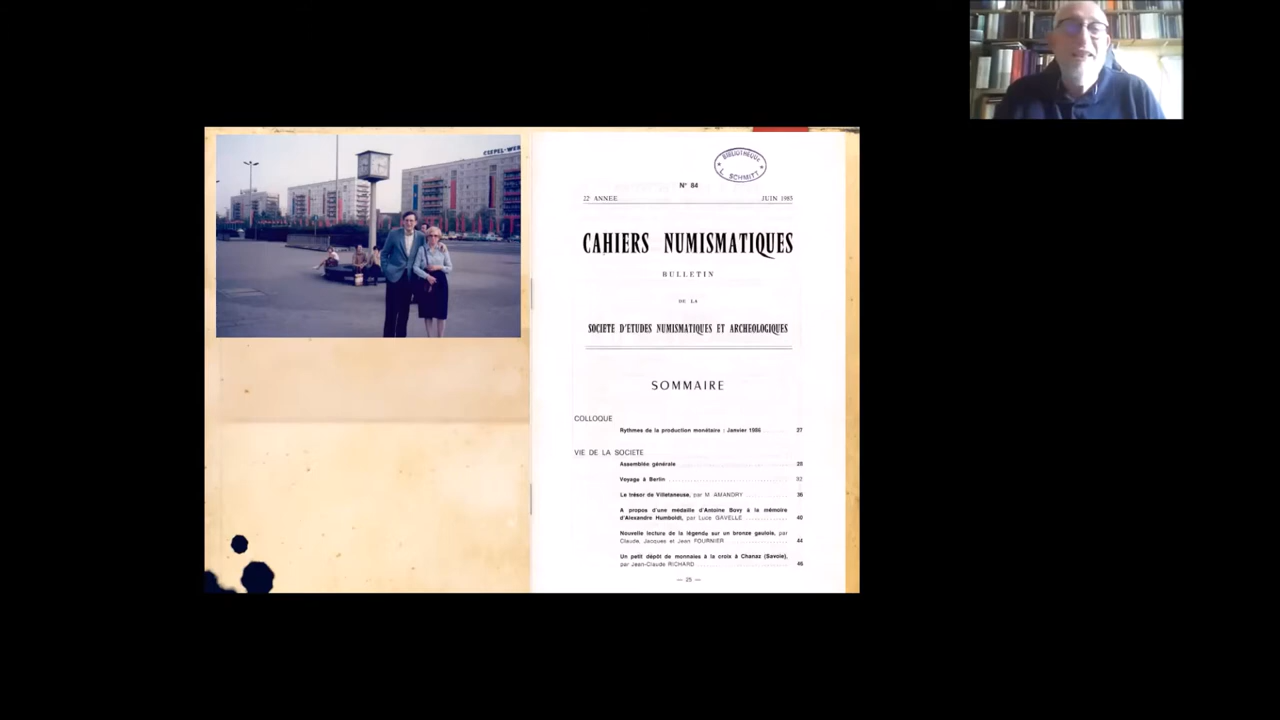 BIBLIOTHEQUE
L. SCHMITT
N° 84
22e ANNEE JUIN 1985
CAHIERS NUMISMATIQUES
BULLETIN
DE LA
SOCIETE D'ETUDES NUMISMATIQUES ET ARCHEOLOGIQUES
SOMMAIRE
COLLOQUE
Rythmes de la production monétaire : Janvier 1986 ........ 27
VIE DE LA SOCIETE
Assemblée générale ........ 28
Voyage à Berlin ........ 32
Le trésor de Villetaneuse, par M. AMANDRY ........ 36
A propos d'une médaille d'Antoine Bovy à la mémoire
d'Alexandre Humboldt, par Luce GAVELLE ........ 40
Nouvelle lecture de la légende sur un bronze gaulois, par
Claude, Jacques et Jean FOURNIER ........ 44
Un petit dépôt de monnaies à la croix à Chanaz (Savoie),
par Jean-Claude RICHARD ........ 46
— 25 —